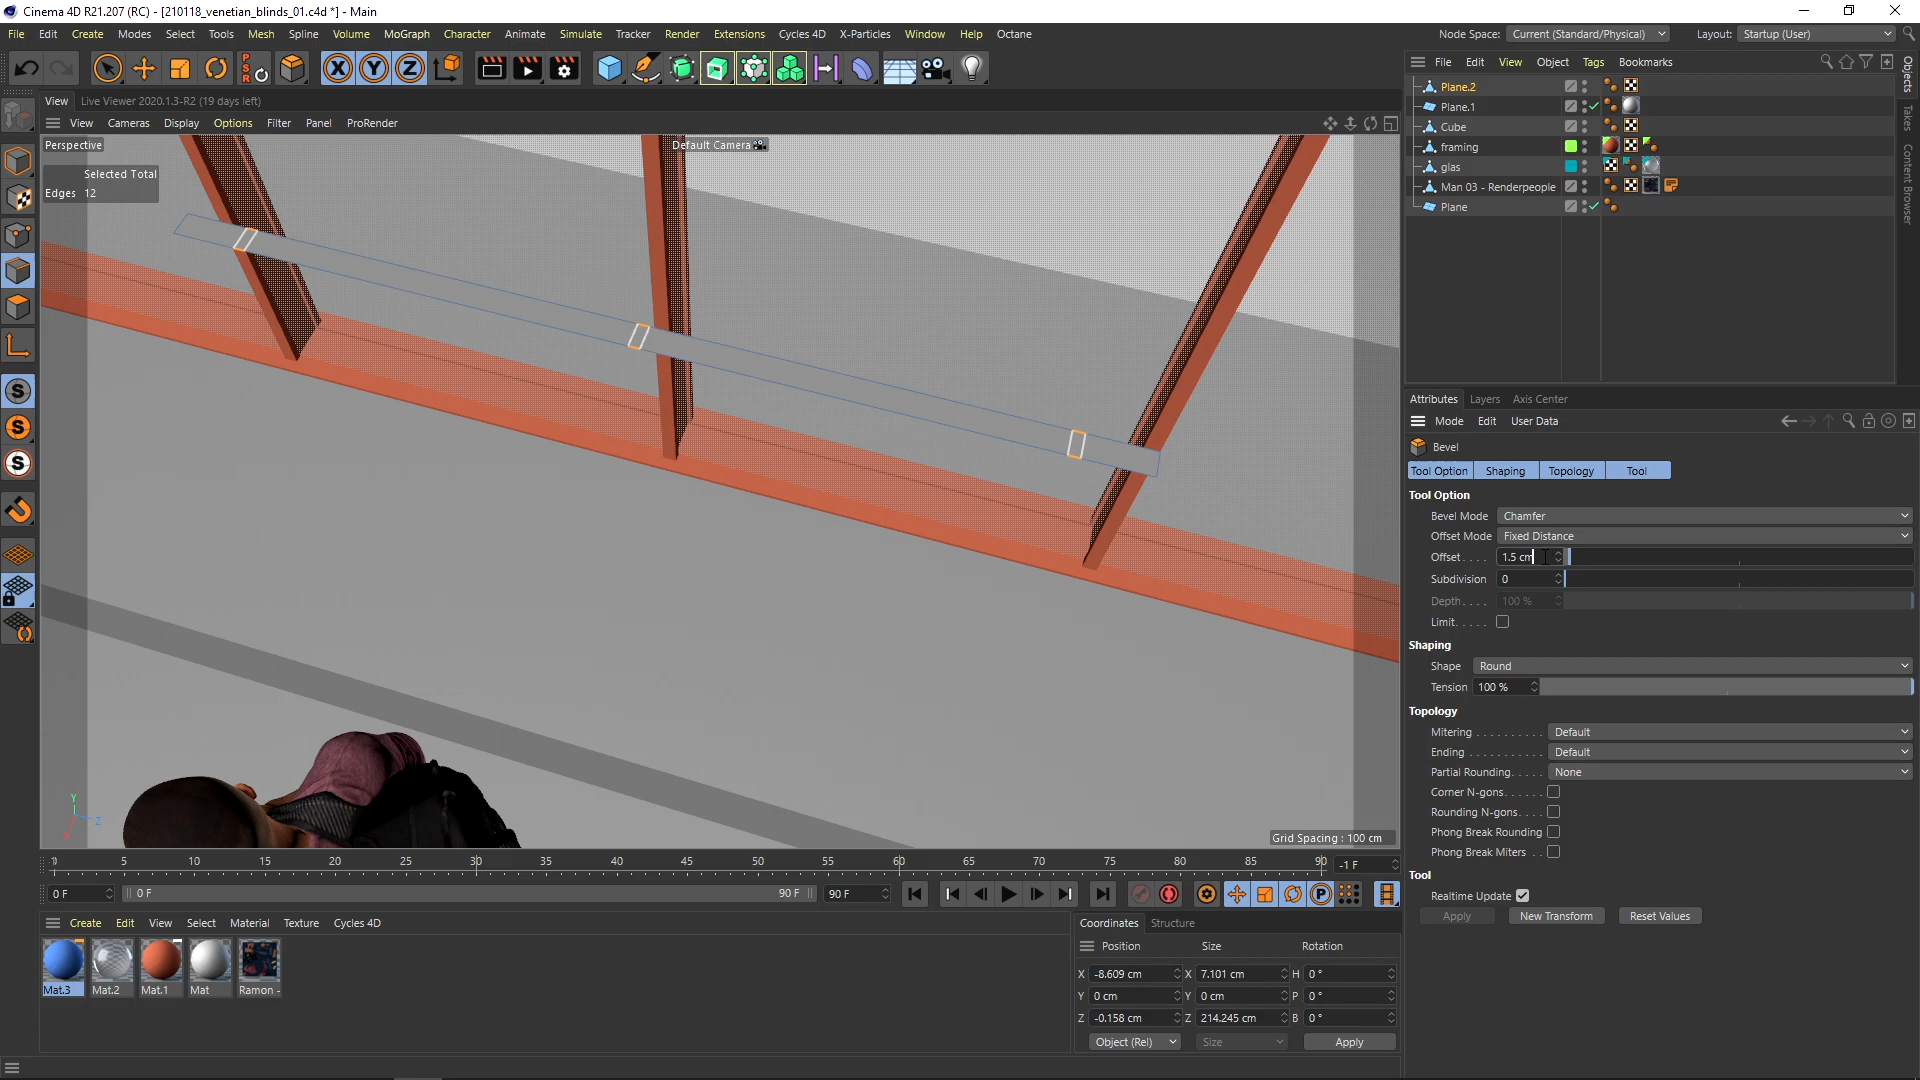 Cinema 4D R21.207 (RC) - [210118_venetian_blinds_01.c4d *] - Main
File Edit Create Modes Select Tools Mesh Spline Volume MoGraph Character Animate Simulate Tracker Render Extensions Cycles 4D X-Particles Window Help Octane Node Space: Current (Standard/Physical) Layout: Startup (User)
P S R
X Y Z
File Edit View Object Tags Bookmarks
View Live Viewer 2020.1.3-R2 (19 days left)
View Cameras Display Options Filter Panel ProRender
Perspective
Default Camera
Selected Total
Edges 12
Plane.2
Plane.1
Cube
framing
glas
Man 03 - Renderpeople
Plane
Objects
Takes
Content Browser
S
S
S
Attributes Layers Axis Center
Mode Edit User Data
Bevel
Tool Option Shaping Topology Tool
Tool Option
Bevel Mode Chamfer
Offset Mode Fixed Distance
Offset.... 1.5 cm
Subdivision 0
Depth.... 100 %
Limit.....
Shaping
Shape Round
Tension 100 %
Topology
Mitering .......... Default
Ending ........... Default
Partial Rounding..... None
Corner N-gons.....
Rounding N-gons....
Phong Break Rounding
Phong Break Miters ..
Tool
Realtime Update
Apply New Transform Reset Values
Y
Z
X
Grid Spacing : 100 cm
5 10 15 20 25 30 35 40 45 50 55 60 65 70 75 80 85 90 -1 F
0 F 0 F 90 F 90 F
P
Create Edit View Select Material Texture Cycles 4D
Mat.3 Mat.2 Mat.1 Mat Ramon -
Coordinates Structure
Position Size Rotation
X -8.609 cm X 7.101 cm H 0 °
Y 0 cm Y 0 cm P 0 °
Z -0.158 cm Z 214.245 cm B 0 °
Object (Rel) Size Apply